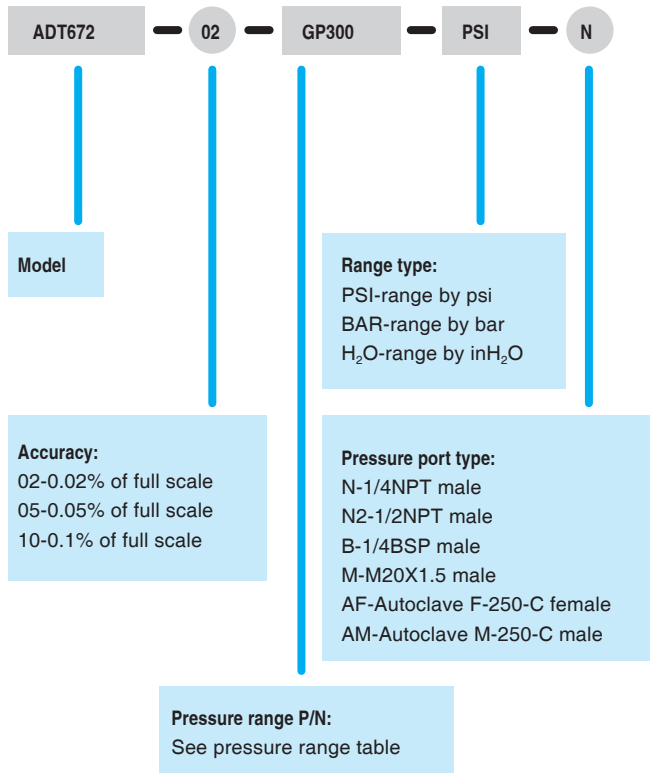 ADT672 02 GP300 PSI N
Model
Range type:
PSI-range by psi
BAR-range by bar
H₂O-range by inH₂O
Accuracy:
02-0.02% of full scale
05-0.05% of full scale
10-0.1% of full scale
Pressure port type:
N-1/4NPT male
N2-1/2NPT male
B-1/4BSP male
M-M20X1.5 male
AF-Autoclave F-250-C female
AM-Autoclave M-250-C male
Pressure range P/N:
See pressure range table